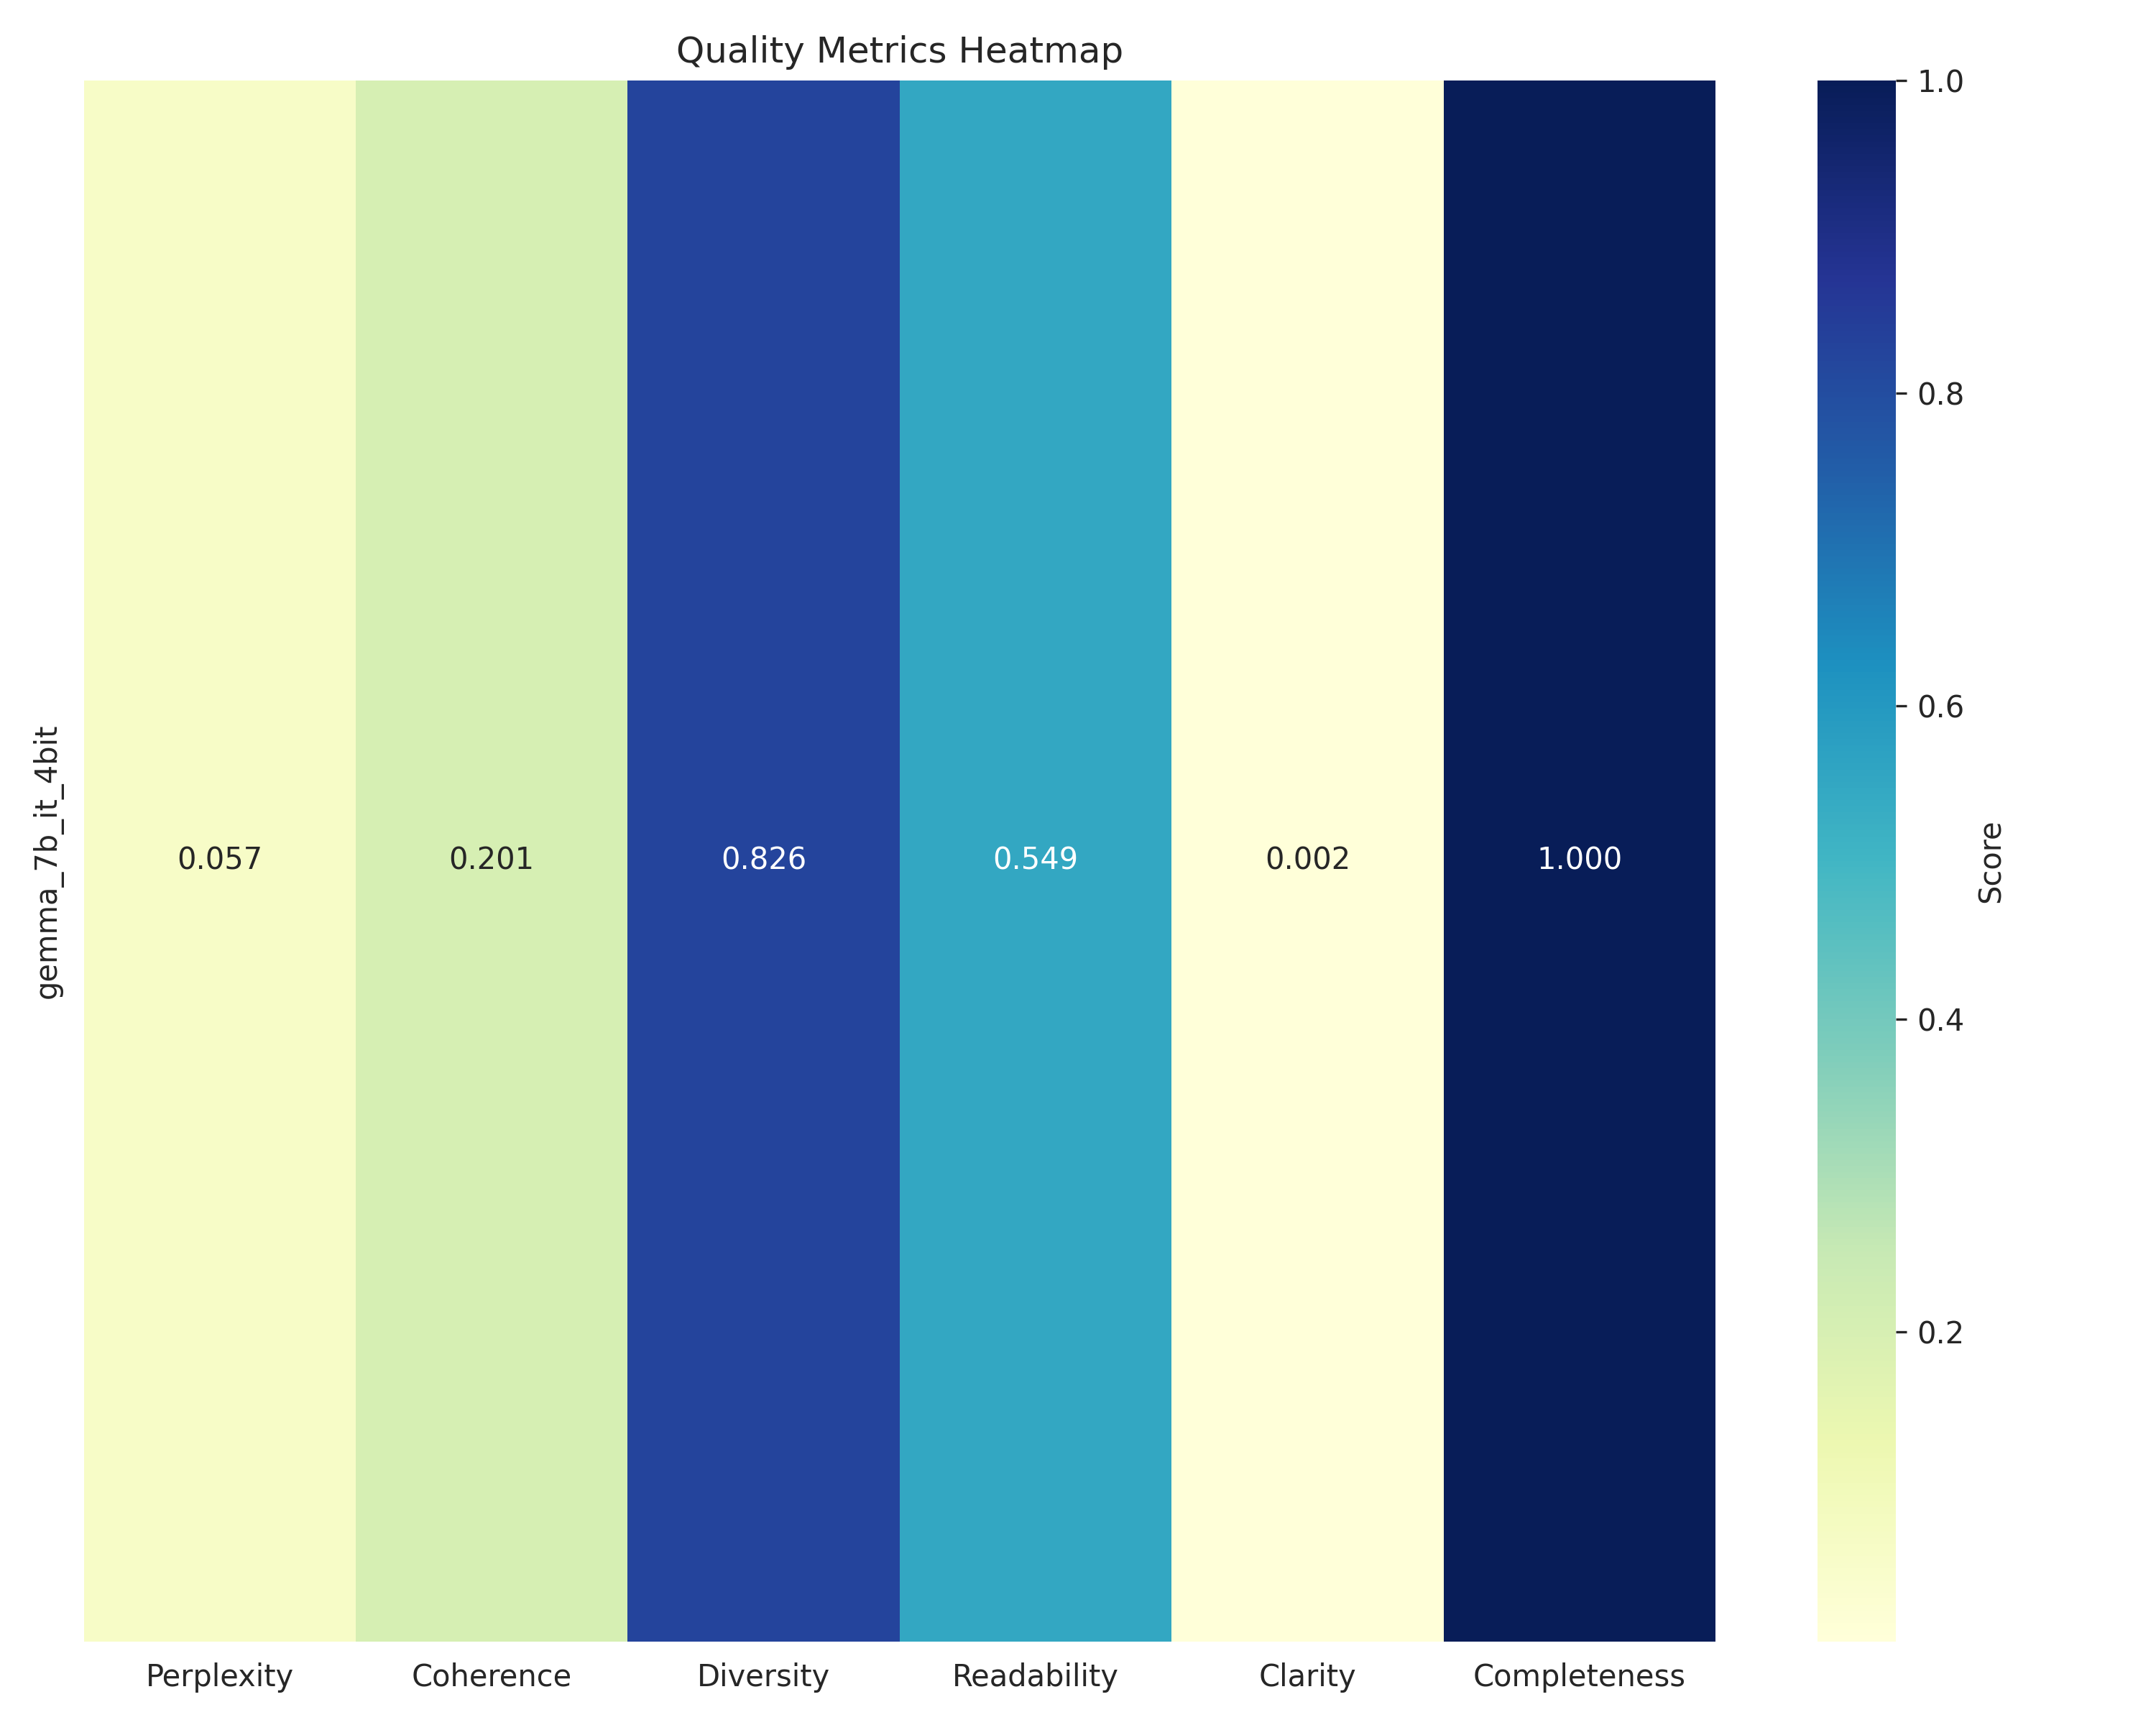 Quality Metrics Heatmap
gemma_7b_it_4bit
0.057 0.201 0.826 0.549 0.002 1.000
Perplexity Coherence Diversity Readability Clarity Completeness
1.0
0.8
0.6
0.4
0.2
Score